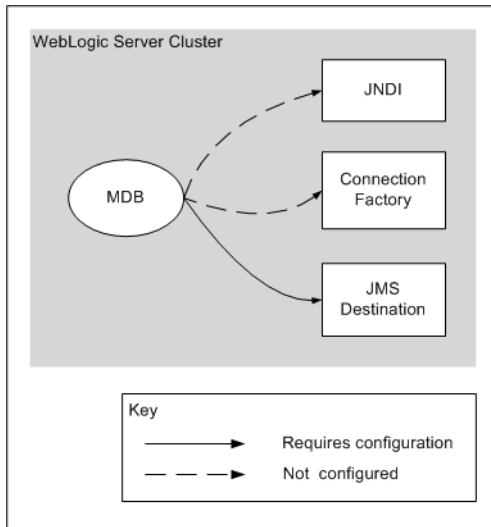 WebLogic Server Cluster
JNDI
MDB
Connection
Factory
JMS
Destination
Key
Requires configuration
Not configured